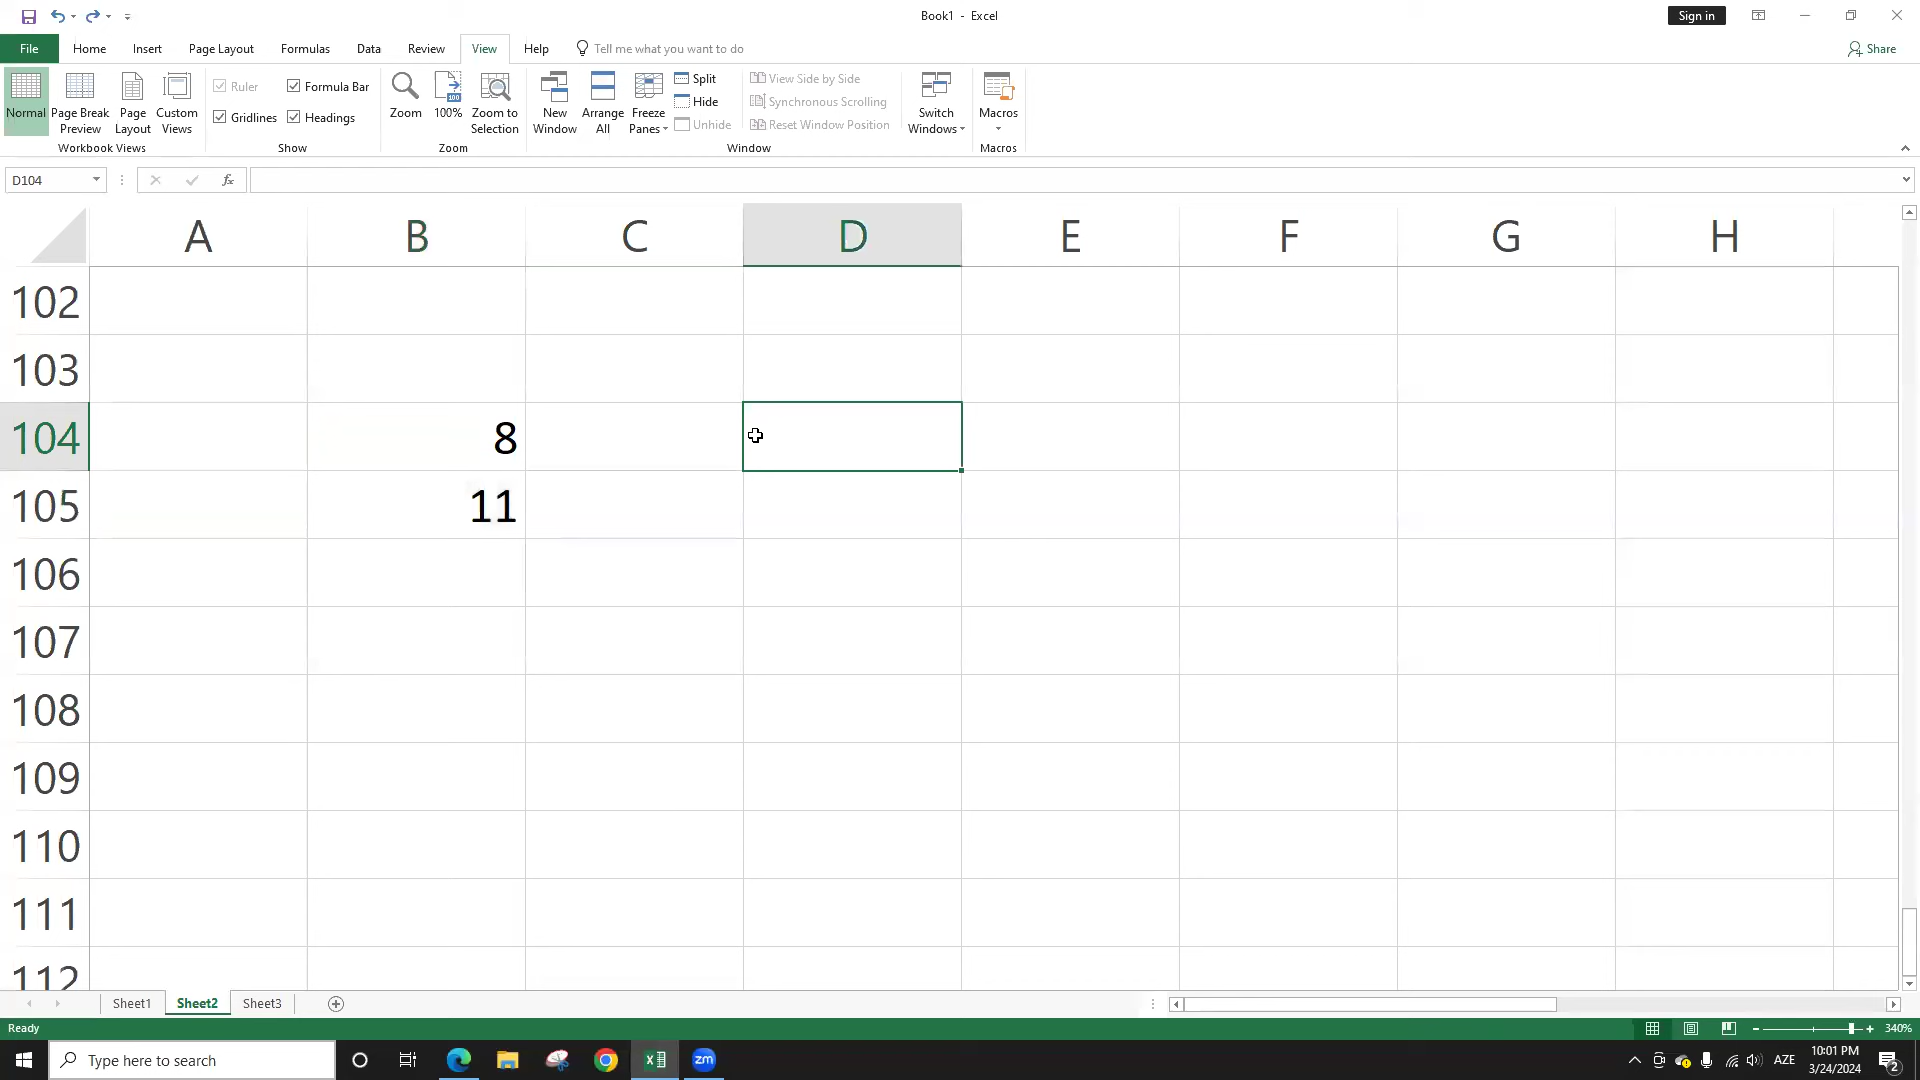 Book1 - Excel
Sign in
File Home Insert Page Layout Formulas Data Review View Help Tell me what you want to do
Share
Normal
Page Break Preview
Page Layout
Custom Views
Workbook Views
Ruler
Formula Bar
Gridlines
Headings
Show
Zoom
100
100%
Zoom to Selection
Zoom
New Window
Arrange All
Freeze Panes
Split
Hide
Unhide
View Side by Side
Synchronous Scrolling
Reset Window Position
Switch Windows
Window
Macros
Macros
D104
fx
A B C D E F G H
102
103
104 8
105 11
106
107
108
109
110
111
112
Sheet1 Sheet2 Sheet3
Ready
340%
Type here to search
zm
AZE
10:01 PM
3/24/2024
2